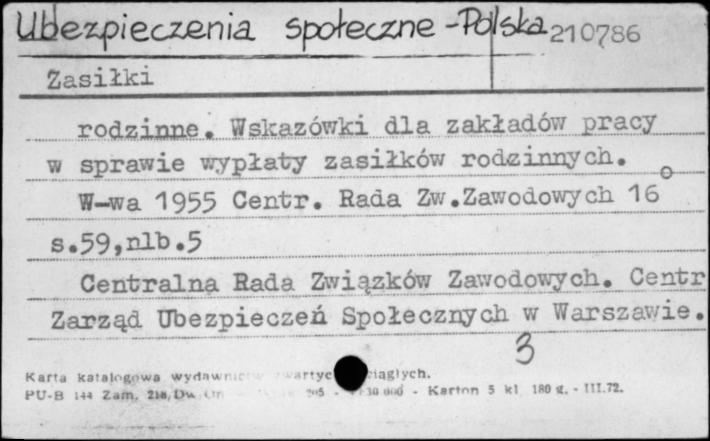 Ubezpieczenia społeczne - Polska 210786
Zasiłki
rodzinne. Wskazówki dla zakładów pracy
w sprawie wypłaty zasiłków rodzinnych.
W-wa 1955 Centr. Rada Zw.Zawodowych 16°
s.59,nlb.5
Centralna Rada Związków Zawodowych. Centr
Zarząd Ubezpieczeń Społecznych w Warszawie.
3
Karta katalogowa
PU-B 144 Zam. 218, Dw. - Karton 5 kl. 180 g. - III.72.